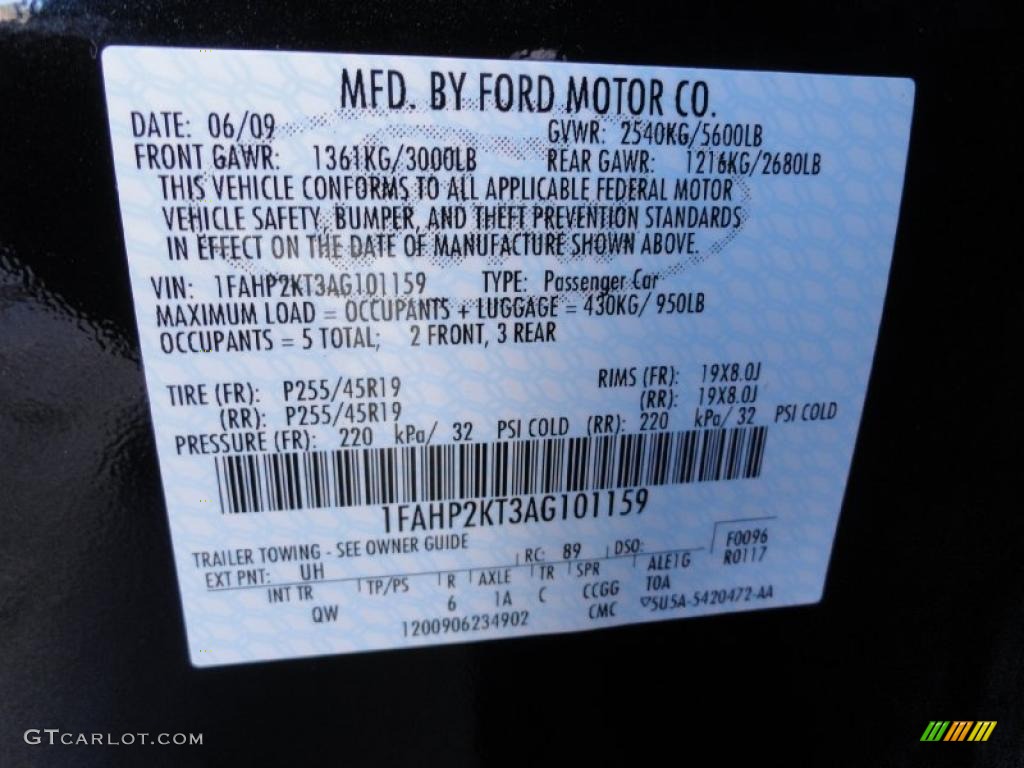 MFD. BY FORD MOTOR CO.
DATE: 06/09 GVWR: 2540KG/5600LB
FRONT GAWR: 1361KG/3000LB REAR GAWR: 1216KG/2680LB
THIS VEHICLE CONFORMS TO ALL APPLICABLE FEDERAL MOTOR
VEHICLE SAFETY, BUMPER, AND THEFT PREVENTION STANDARDS
IN EFFECT ON THE DATE OF MANUFACTURE SHOWN ABOVE.
VIN: 1FAHP2KT3AG101159 TYPE: Passenger Car
MAXIMUM LOAD = OCCUPANTS + LUGGAGE = 430KG/ 950LB
OCCUPANTS = 5 TOTAL; 2 FRONT, 3 REAR
TIRE (FR): P255/45R19 RIMS (FR): 19X8.0J
(RR): P255/45R19 (RR): 19X8.0J
PRESSURE (FR): 220 kPa/ 32 PSI COLD (RR): 220 kPa/ 32 PSI COLD
1FAHP2KT3AG101159
TRAILER TOWING - SEE OWNER GUIDE F0096
EXT PNT: UH RC: 89 DSO: R0117
INT TR TP/PS R AXLE TR SPR ALE1G
QW 6 1A C CCGG T0A
1200906234902 CMC 5U5A-5420472-AA
GTCARLOT.COM